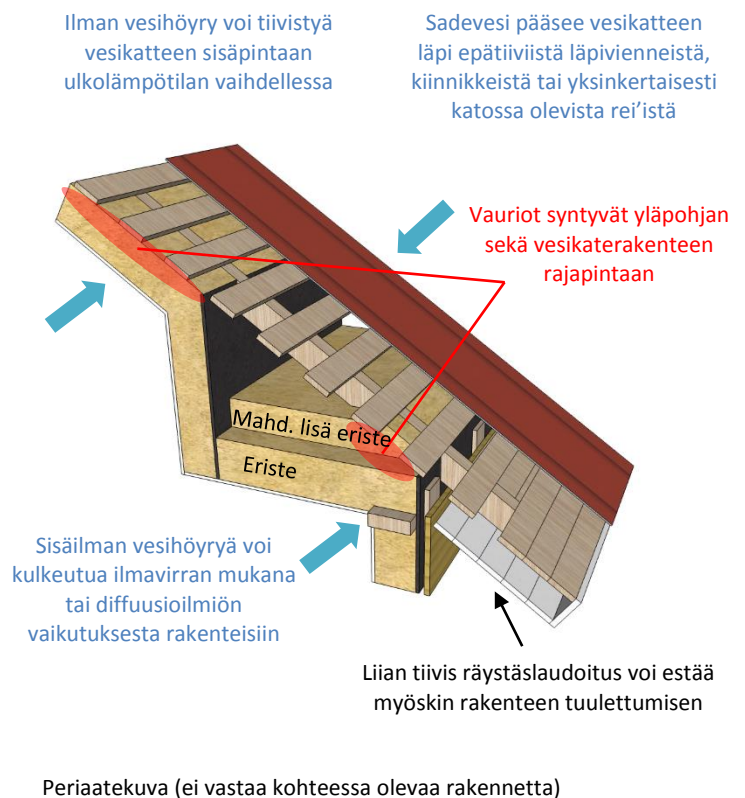 Ilman vesihöyry voi tiivistyä
vesikatteen sisäpintaan
ulkolämpötilan vaihdellessa
Sadevesi pääsee vesikatteen
läpi epätiiviistä läpivienneistä,
kiinnikkeistä tai yksinkertaisesti
katossa olevista rei’istä
Vauriot syntyvät yläpohjan
sekä vesikaterakenteen
rajapintaan
Mahd. lisä eriste
Eriste
Sisäilman vesihöyryä voi
kulkeutua ilmavirran mukana
tai diffuusioilmiön
vaikutuksesta rakenteisiin
Liian tiivis räystäslaudoitus voi estää
myöskin rakenteen tuulettumisen
Periaatekuva (ei vastaa kohteessa olevaa rakennetta)